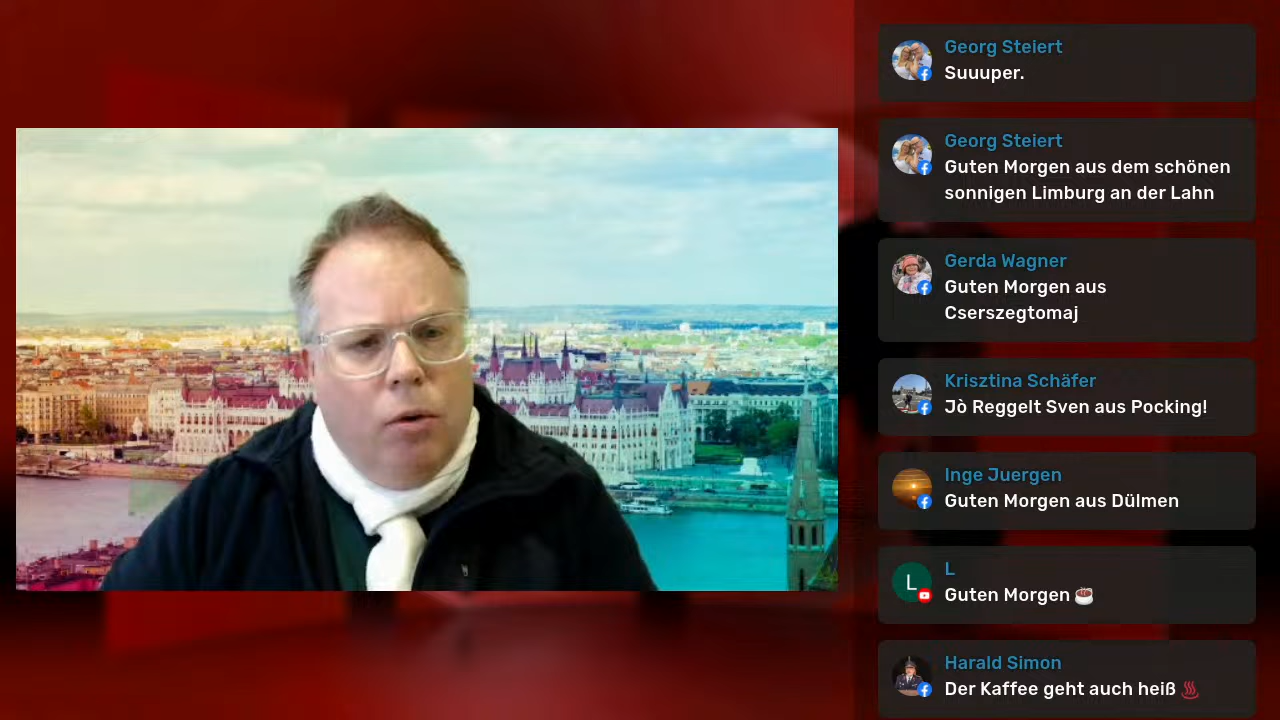 Georg Steiert
Suuuper.
Georg Steiert
Guten Morgen aus dem schönen
sonnigen Limburg an der Lahn
Gerda Wagner
Guten Morgen aus
Cserszegtomaj
Krisztina Schäfer
Jò Reggelt Sven aus Pocking!
Inge Juergen
Guten Morgen aus Dülmen
L
L
Guten Morgen ☕
Harald Simon
Der Kaffee geht auch heiß ♨️